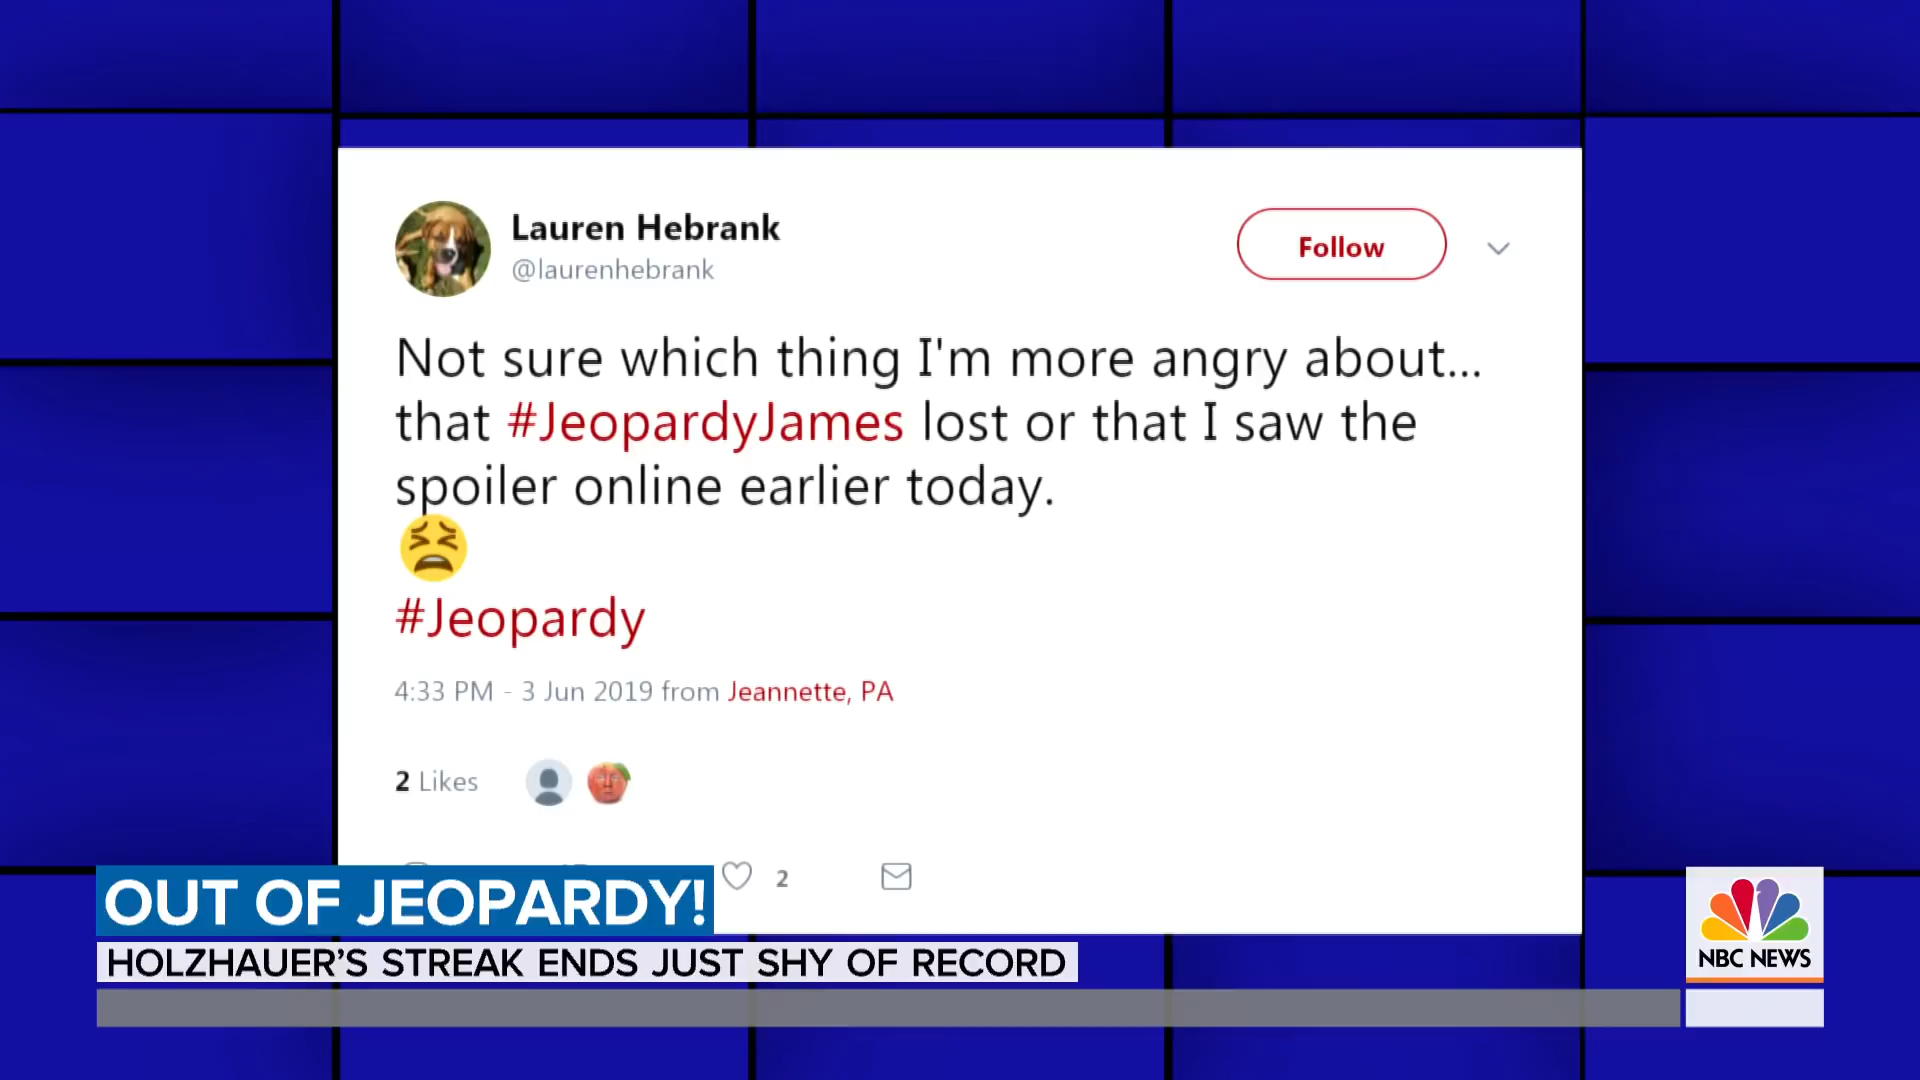 Lauren Hebrank
@laurenhebrank
Follow
Not sure which thing I'm more angry about...
that #JeopardyJames lost or that I saw the
spoiler online earlier today.
#Jeopardy
4:33 PM - 3 Jun 2019 from Jeannette, PA
2 Likes
2
OUT OF JEOPARDY!
HOLZHAUER'S STREAK ENDS JUST SHY OF RECORD
NBC NEWS